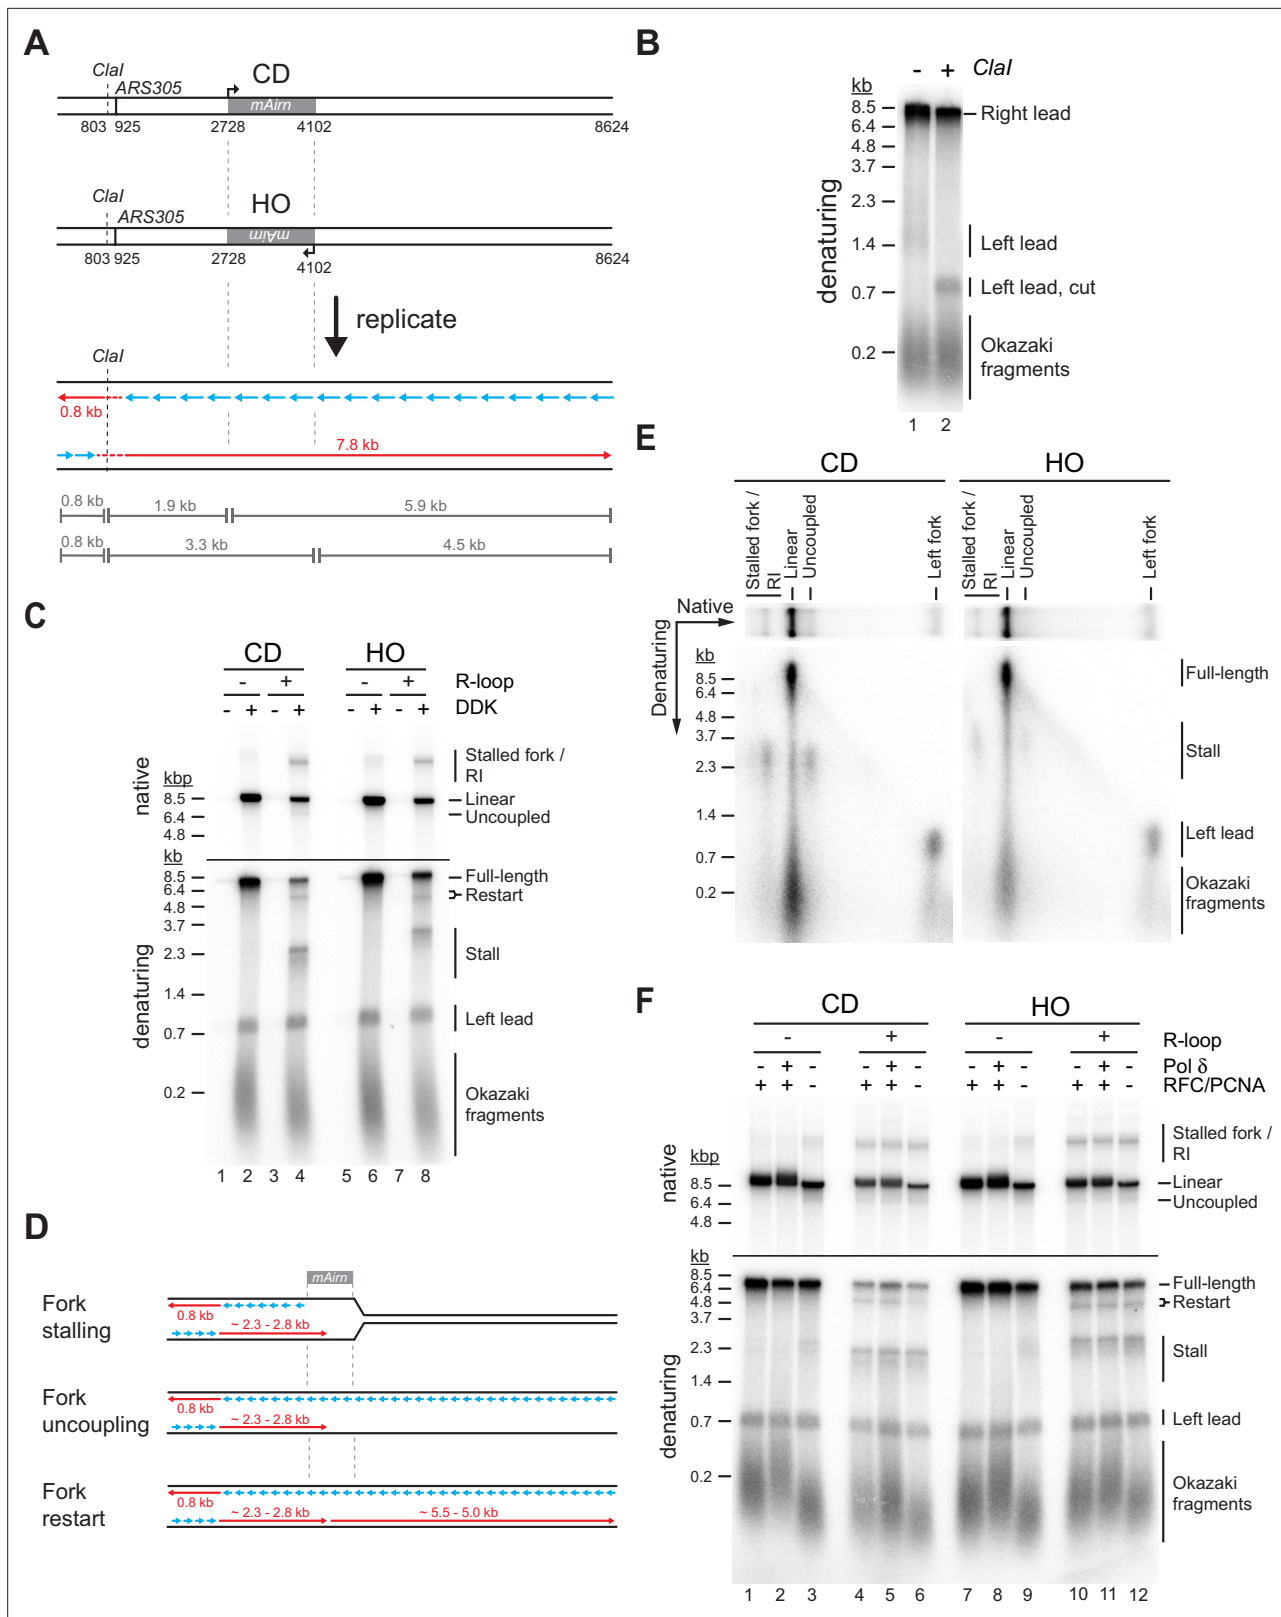 A
ClaI
ARS305
CD
mAirn
803 925 2728 4102 8624
ClaI
ARS305
HO
mAirn
803 925 2728 4102 8624
replicate
ClaI
0.8 kb
7.8 kb
0.8 kb 1.9 kb 5.9 kb
0.8 kb 3.3 kb 4.5 kb
B
- + ClaI
kb
8.5
6.4
4.8
3.7
2.3
1.4
0.7
0.2
denaturing
Right lead
Left lead
Left lead, cut
Okazaki
fragments
1 2
C
CD HO
- + - + R-loop
- + - + - + - + DDK
native
kbp
8.5
6.4
4.8
Stalled fork /
RI
Linear
Uncoupled
denaturing
kb
8.5
6.4
4.8
3.7
2.3
1.4
0.7
0.2
Full-length
Restart
Stall
Left lead
Okazaki
fragments
1 2 3 4 5 6 7 8
D
mAirn
Fork
stalling
0.8 kb
~ 2.3 - 2.8 kb
Fork
uncoupling
0.8 kb
~ 2.3 - 2.8 kb
Fork
restart
0.8 kb
~ 2.3 - 2.8 kb
~ 5.5 - 5.0 kb
E
CD HO
Stalled fork /
RI
Linear
Uncoupled
Left fork
Stalled fork /
RI
Linear
Uncoupled
Left fork
Native
Denaturing
kb
8.5
6.4
4.8
3.7
2.3
1.4
0.7
0.2
Full-length
Stall
Left lead
Okazaki
fragments
F
CD HO
- + - + R-loop
- + - - + - - + - - + - Pol δ
+ + - + + - + + - + + - RFC/PCNA
native
kbp
8.5
6.4
4.8
Stalled fork /
RI
Linear
Uncoupled
denaturing
kb
8.5
6.4
4.8
3.7
2.3
1.4
0.7
0.2
Full-length
Restart
Stall
Left lead
Okazaki
fragments
1 2 3 4 5 6 7 8 9 10 11 12